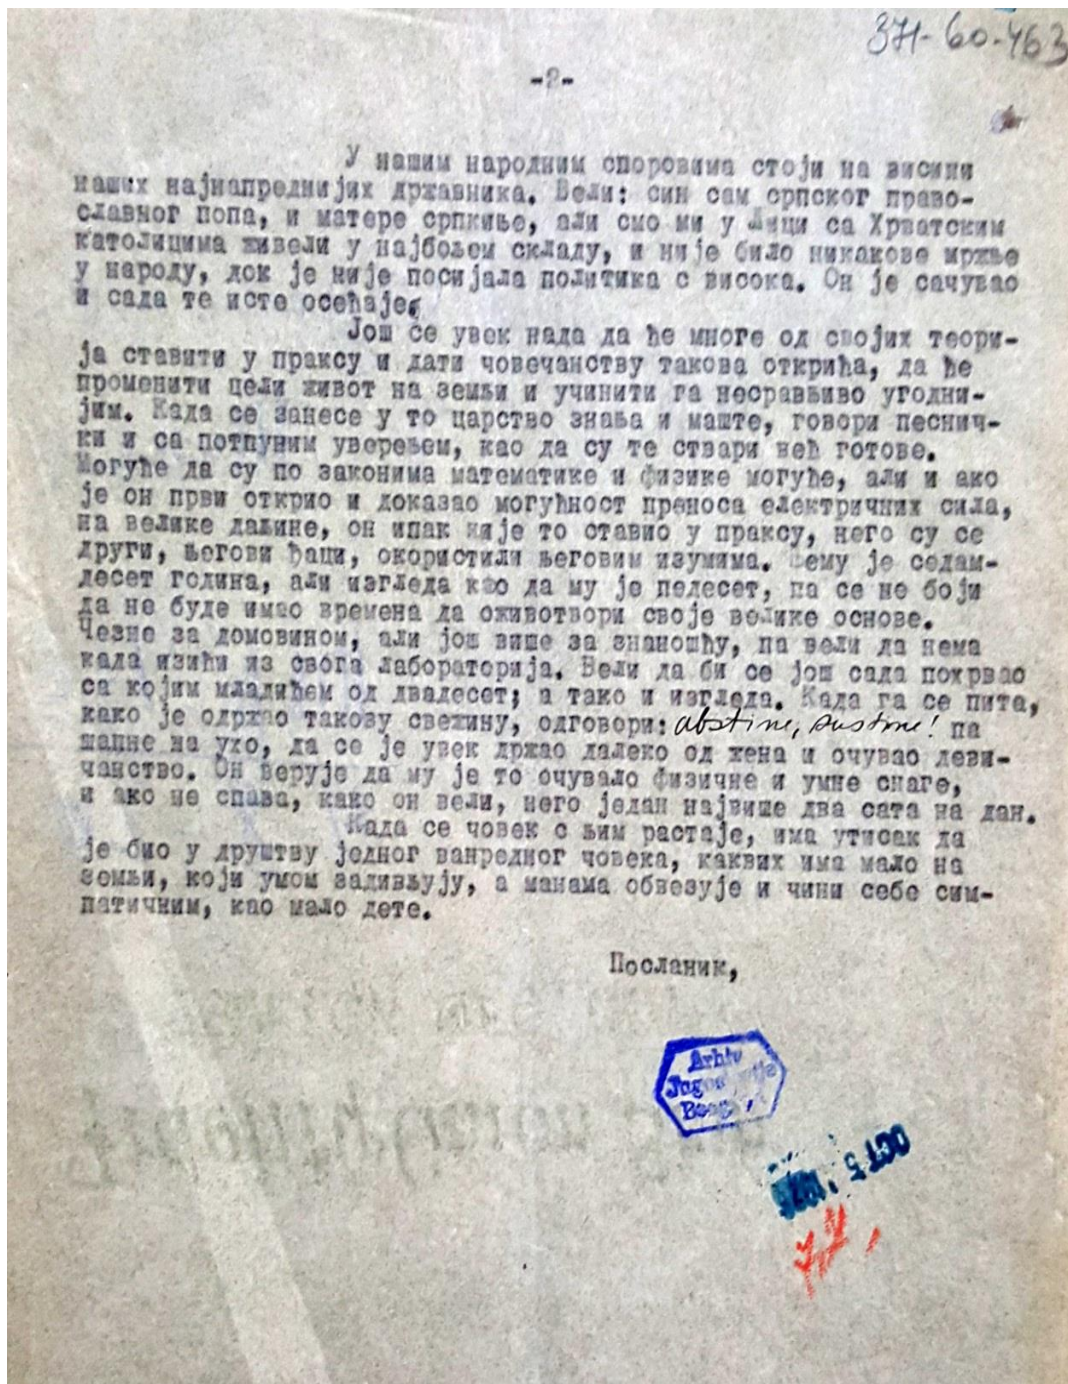 371-60-463
-2-
У нашим народним споровима стоји на висини
наших најнапреднијих државника. Вели: син сам српског право-
славног попа, и матере српкиње, али смо ми у Лици са Хрватским
католицима живели у најбољем складу, и није било никакове мржње
у народу, док је није посијала политика с висока. Он је сачувао
и сада те исте осећаје.
Још се увек нада да ће многе од својих теори-
ја ставити у праксу и дати човечанству такова открића, да ће
променити цели живот на земљи и учинити га несрављиво угодни-
јим. Када се занесе у то царство знања и маште, говори песнич-
ки и са потпуним уверењем, као да су те ствари већ готове.
Могуће да су по законима математике и физике могуће, али и ако
је он први открио и доказао могућност преноса електричних сила,
на велике даљине, он ипак није то ставио у праксу, него су се
други, његови ђаци, окористили његовим изумима. Њему је седам-
десет година, али изгледа као да му је педесет, па се не боји
да не буде имао времена да оживотвори своје велике основе.
Чезне за домовином, али још више за знаношћу, па вели да нема
када изићи из свога лабораторија. Вели да би се још сада похрвао
са којим младићем од двадесет; а тако и изгледа. Када га се пита,
како је одржао такову свежину, одговори: abstine, sustine! па
шапне на ухо, да се је увек држао далеко од жена и очувао деви-
чанство. Он верује да му је то очувало физичне и умне снаге,
и ако не спава, како он вели, него један највише два сата на дан.
Када се човек с њим растаје, има утисак да
је био у друштву једног ванредног човека, каквих има мало на
земљи, који умом задивљују, а манама обвезује и чини себе сим-
патичним, као мало дете.
Посланик,
Arhiv
Beog
OCT 5